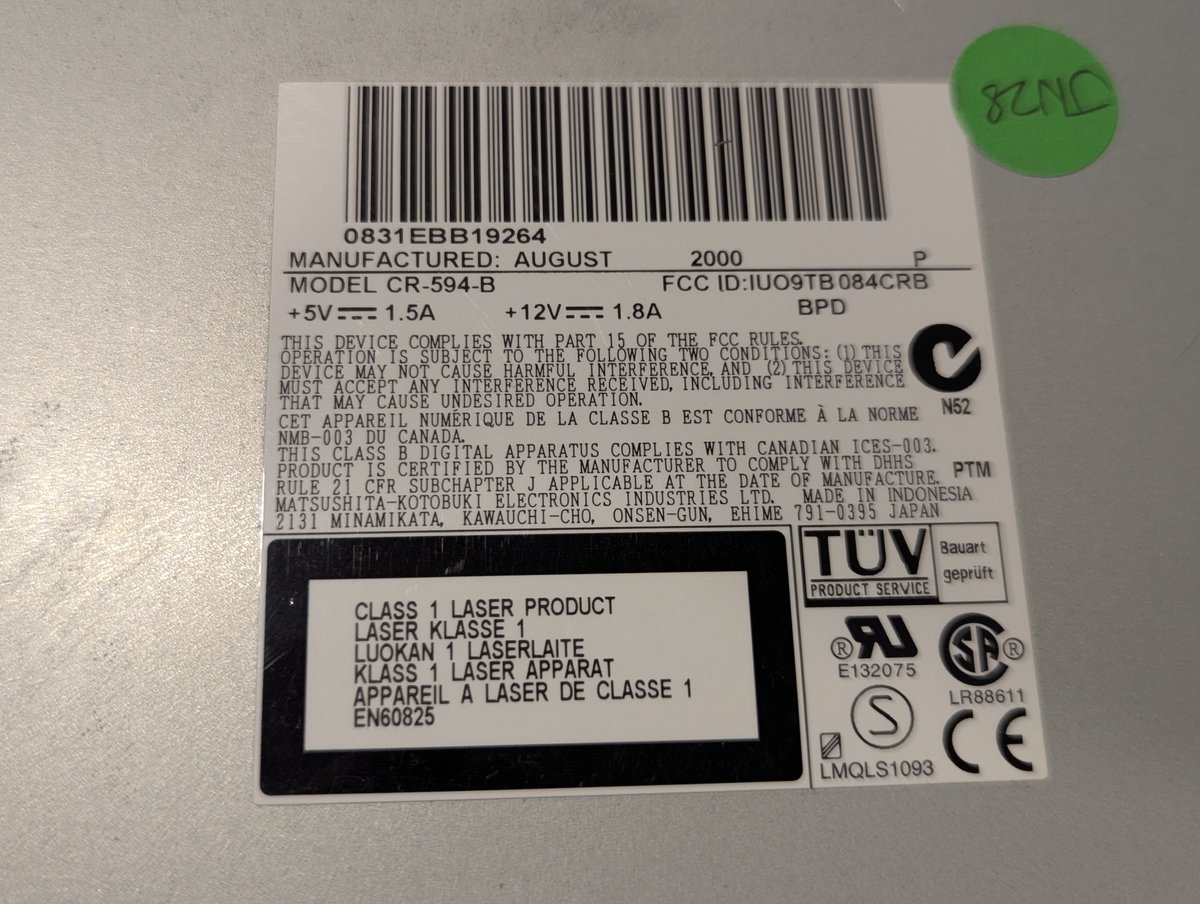 0831EBB19264
MANUFACTURED: AUGUST 2000 P
MODEL CR-594-B FCC ID:IUO9TB084CRB
+5V 1.5A +12V 1.8A BPD
THIS DEVICE COMPLIES WITH PART 15 OF THE FCC RULES.
OPERATION IS SUBJECT TO THE FOLLOWING TWO CONDITIONS: (1) THIS
DEVICE MAY NOT CAUSE HARMFUL INTERFERENCE, AND (2) THIS DEVICE
MUST ACCEPT ANY INTERFERENCE RECEIVED, INCLUDING INTERFERENCE
THAT MAY CAUSE UNDESIRED OPERATION.
N52
CET APPAREIL NUMÉRIQUE DE LA CLASSE B EST CONFORME À LA NORME
NMB-003 DU CANADA.
THIS CLASS B DIGITAL APPARATUS COMPLIES WITH CANADIAN ICES-003.
PRODUCT IS CERTIFIED BY THE MANUFACTURER TO COMPLY WITH DHHS
RULE 21 CFR SUBCHAPTER J APPLICABLE AT THE DATE OF MANUFACTURE.
PTM
MATSUSHITA-KOTOBUKI ELECTRONICS INDUSTRIES LTD. MADE IN INDONESIA
2131 MINAMIKATA, KAWAUCHI-CHO, ONSEN-GUN, EHIME 791-0395 JAPAN
CLASS 1 LASER PRODUCT
LASER KLASSE 1
LUOKAN 1 LASERLAITE
KLASS 1 LASER APPARAT
APPAREIL A LASER DE CLASSE 1
EN60825
TÜV
PRODUCT SERVICE
Bauart
geprüft
® RU
E132075
SA ®
LR88611
S
LMQLS1093
CE